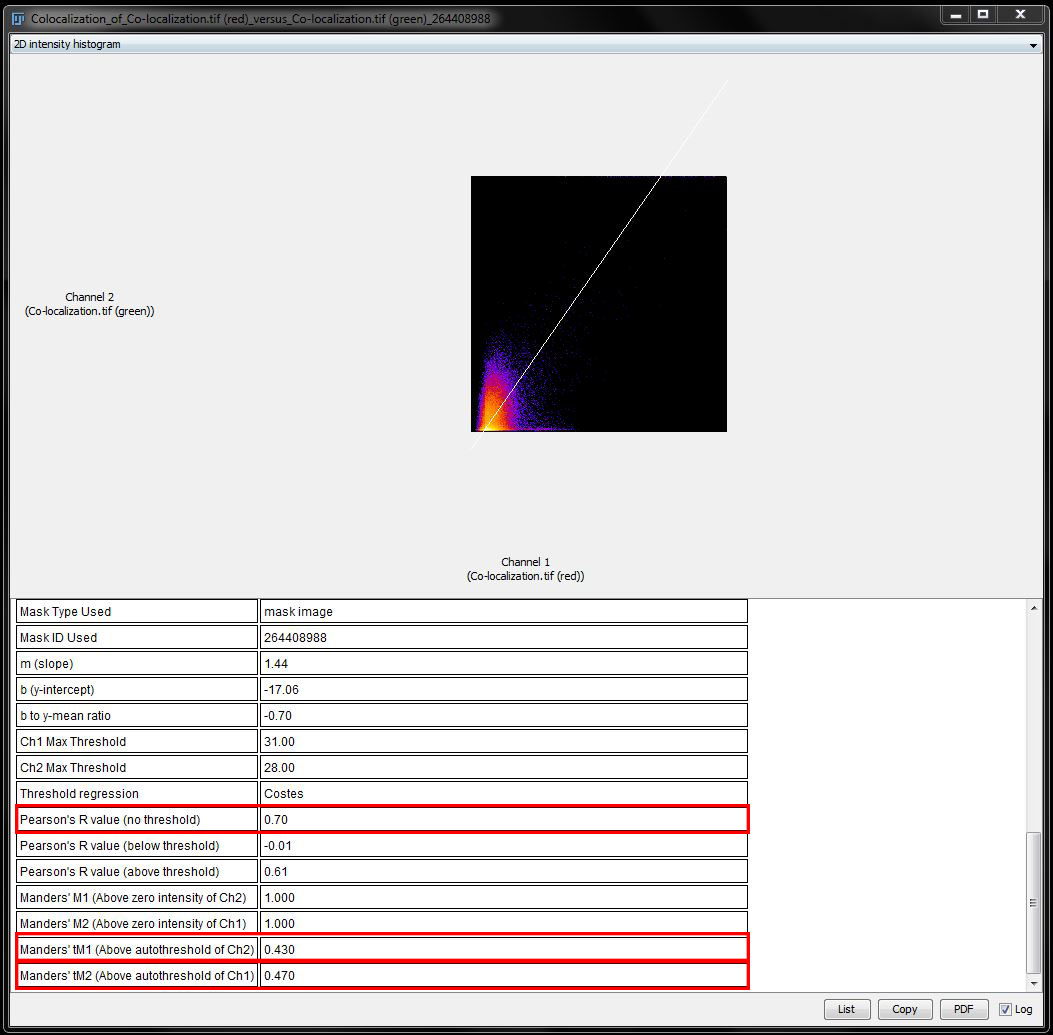 Colocalization_of_Co-localization.tif (red)_versus_Co-localization.tif (green)_264408988
2D intensity histogram
Channel 2
(Co-localization.tif (green))
Channel 1
(Co-localization.tif (red))
Mask Type Used mask image
Mask ID Used 264408988
m (slope) 1.44
b (y-intercept) -17.06
b to y-mean ratio -0.70
Ch1 Max Threshold 31.00
Ch2 Max Threshold 28.00
Threshold regression Costes
Pearson's R value (no threshold) 0.70
Pearson's R value (below threshold) -0.01
Pearson's R value (above threshold) 0.61
Manders' M1 (Above zero intensity of Ch2) 1.000
Manders' M2 (Above zero intensity of Ch1) 1.000
Manders' tM1 (Above autothreshold of Ch2) 0.430
Manders' tM2 (Above autothreshold of Ch1) 0.470
List Copy PDF Log